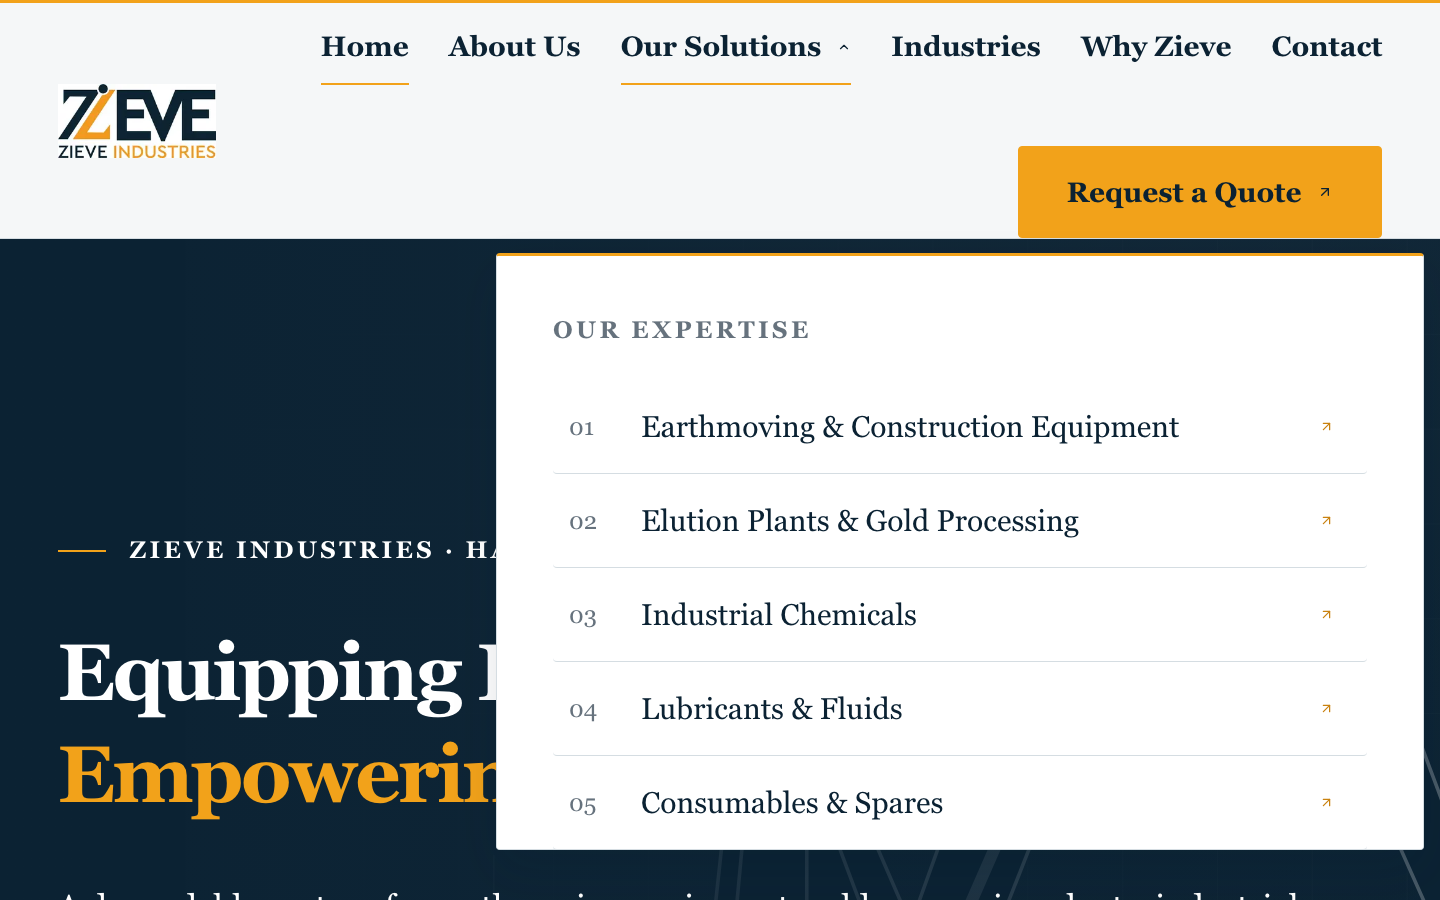 Home About Us Our Solutions Industries Why Zieve Contact
ZIEVE
ZIEVE INDUSTRIES
Request a Quote
OUR EXPERTISE
01 Earthmoving & Construction Equipment
02 Elution Plants & Gold Processing
03 Industrial Chemicals
04 Lubricants & Fluids
05 Consumables & Spares
ZIEVE INDUSTRIES ·
Equipping